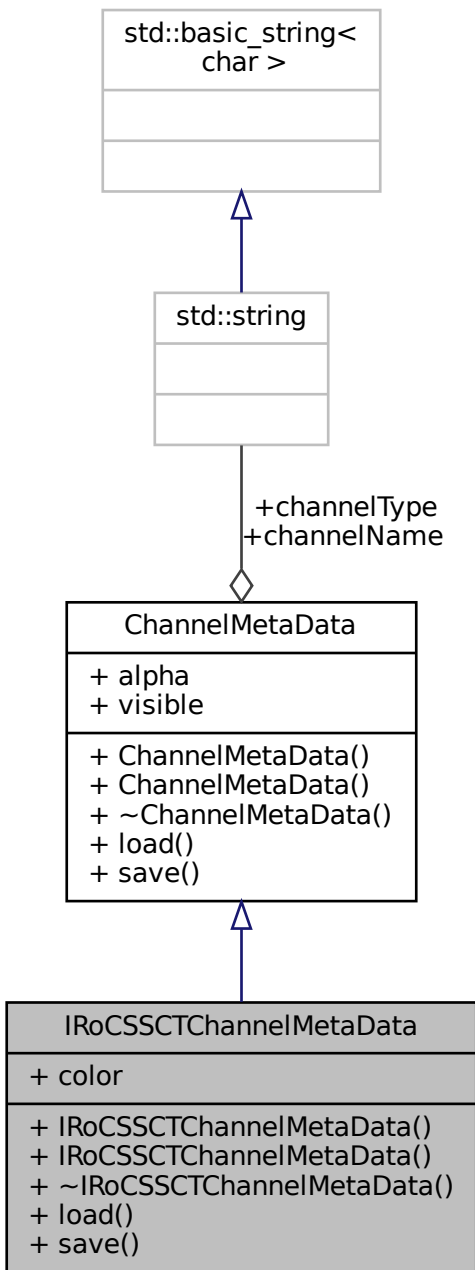 std::basic_string<
char >
std::string
+channelType
+channelName
ChannelMetaData
+ alpha
+ visible
+ ChannelMetaData()
+ ChannelMetaData()
+ ~ChannelMetaData()
+ load()
+ save()
IRoCSSCTChannelMetaData
+ color
+ IRoCSSCTChannelMetaData()
+ IRoCSSCTChannelMetaData()
+ ~IRoCSSCTChannelMetaData()
+ load()
+ save()